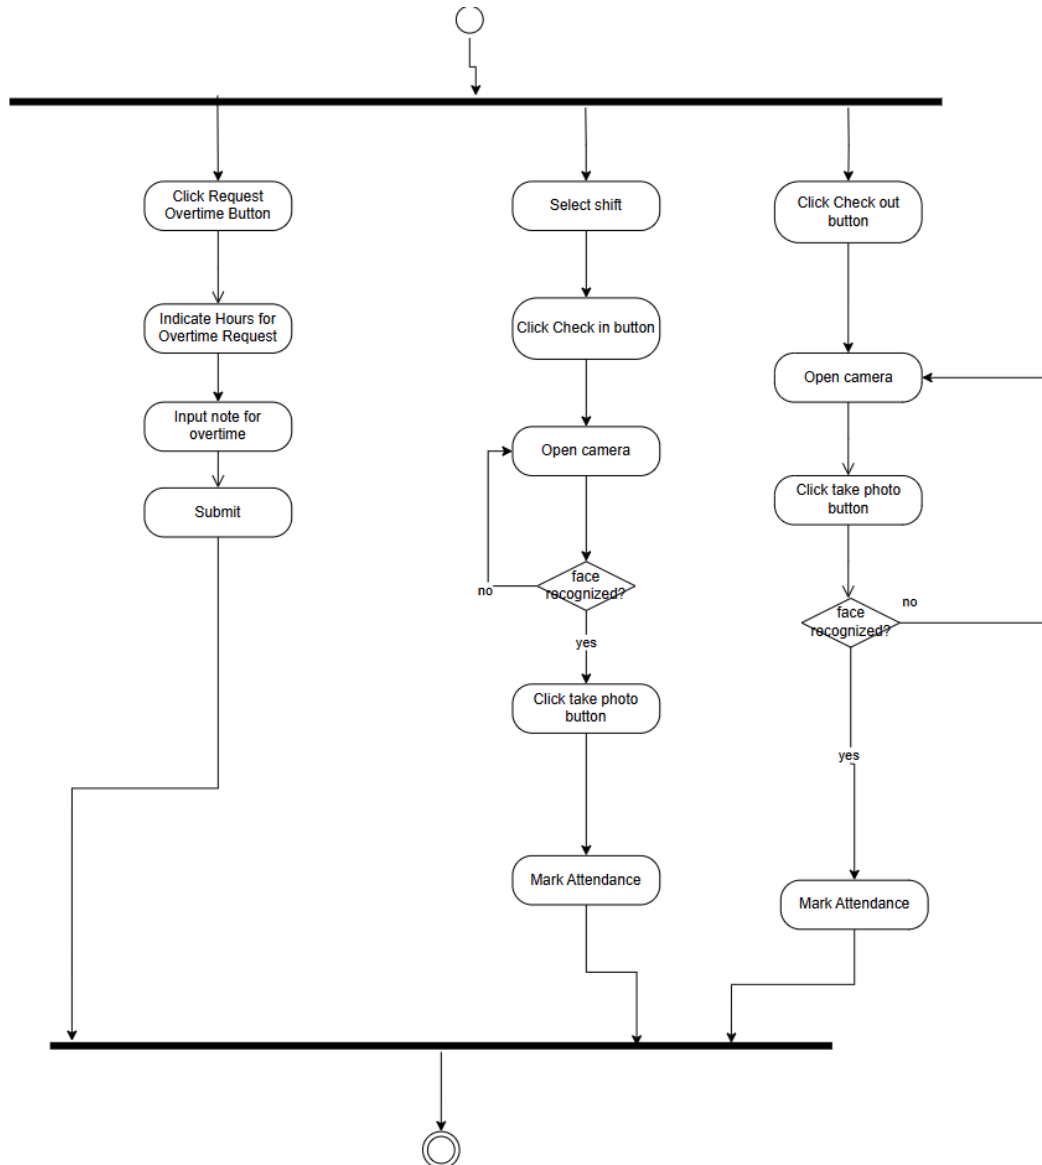 Click Request
Overtime Button
Indicate Hours for
Overtime Request
Input note for
overtime
Submit
Select shift
Click Check in button
Open camera
face
recognized?
no
yes
Click take photo
button
Mark Attendance
Click Check out
button
Open camera
Click take photo
button
face
recognized?
no
yes
Mark Attendance